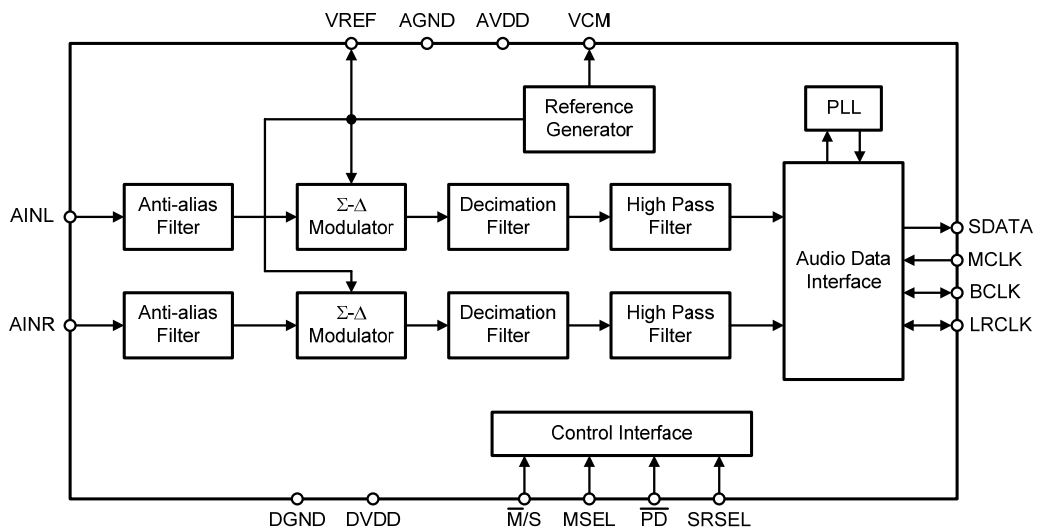 VREF AGND AVDD VCM
Reference
Generator
PLL
AINL
Anti-alias
Filter
Σ-Δ
Modulator
Decimation
Filter
High Pass
Filter
Audio Data
Interface
SDATA
MCLK
BCLK
LRCLK
AINR
Anti-alias
Filter
Σ-Δ
Modulator
Decimation
Filter
High Pass
Filter
Control Interface
DGND DVDD M̅/S MSEL P̅D̅ SRSEL